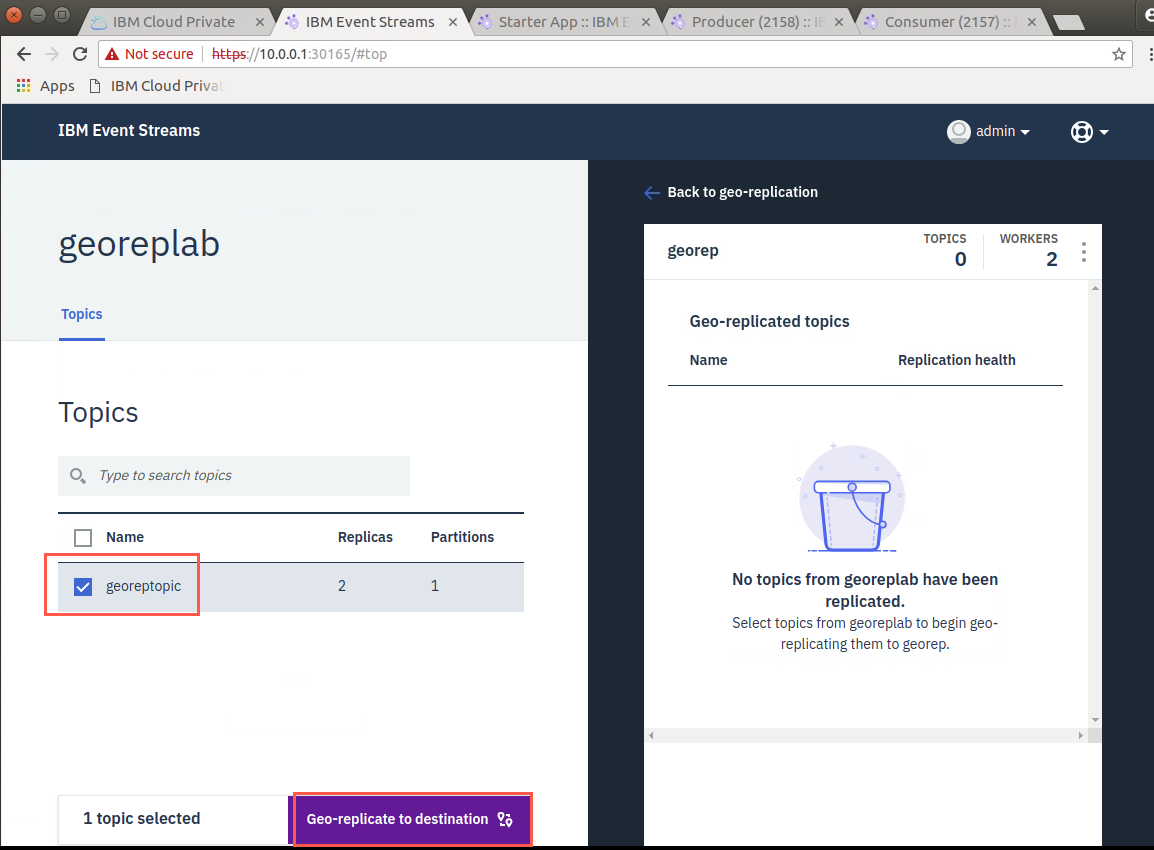 IBM Cloud Private
IBM Event Streams
Starter App :: IBM E
Producer (2158) :: IB
Consumer (2157) ::
Not secure
https://10.0.0.1:30165/#top
Apps
IBM Cloud Privat
IBM Event Streams
admin
georeplab
Topics
Topics
Type to search topics
Name Replicas Partitions
georeptopic 2 1
1 topic selected
Geo-replicate to destination
Back to geo-replication
georep
TOPICS
0
WORKERS
2
Geo-replicated topics
Name Replication health
No topics from georeplab have been
replicated.
Select topics from georeplab to begin geo-
replicating them to georep.